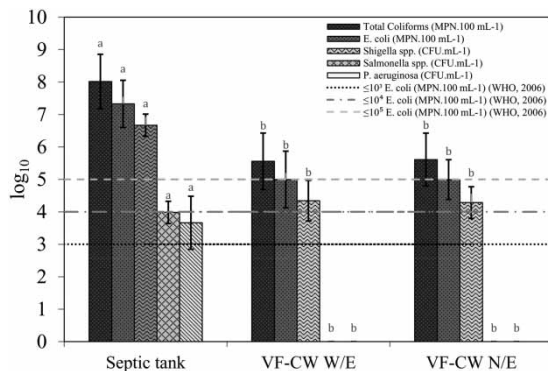 Total Coliforms (MPN.100 mL-1)
E. coli (MPN.100 mL-1)
Shigella spp. (CFU.mL-1)
Salmonella spp. (CFU.mL-1)
P. aeruginosa (CFU.mL-1)
≤10³ E. coli (MPN.100 mL-1) (WHO, 2006)
≤10⁴ E. coli (MPN.100 mL-1) (WHO, 2006)
≤10⁵ E. coli (MPN.100 mL-1) (WHO, 2006)
log₁₀
10
9
8
7
6
5
4
3
2
1
0
a
a
a
a
a
b
b
b
b
b
b
b
b
b
b
Septic tank
VF-CW W/E
VF-CW N/E